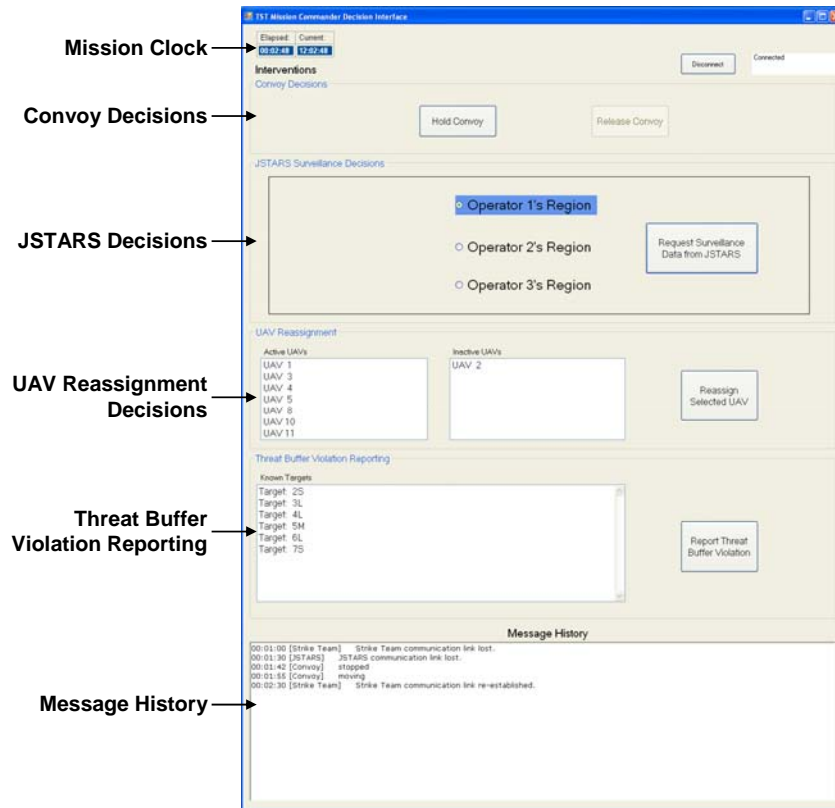 TST Mission Commander Decision Interface
Elapsed: Current:
00:02:48 12:02:48
Mission Clock
Disconnect
Connected
Interventions
Convoy Decisions
Convoy Decisions
Hold Convoy
Release Convoy
JSTARS Surveillance Decisions
Operator 1's Region
JSTARS Decisions
Operator 2's Region
Request Surveillance
Data from JSTARS
Operator 3's Region
UAV Reassignment
Active UAVs
Inactive UAVs
UAV 1
UAV 3
UAV 4
UAV 5
UAV 8
UAV 10
UAV 11
UAV 2
UAV Reassignment
Decisions
Reassign
Selected UAV
Threat Buffer Violation Reporting
Known Targets
Target: 2S
Target: 3L
Target: 4L
Target: 5M
Target: 6L
Target: 7S
Threat Buffer
Violation Reporting
Report Threat
Buffer Violation
Message History
00:01:00 [Strike Team] Strike Team communication link lost.
00:01:30 [JSTARS] JSTARS communication link lost.
00:01:42 [Convoy] stopped
00:01:55 [Convoy] moving
00:02:30 [Strike Team] Strike Team communication link re-established.
Message History